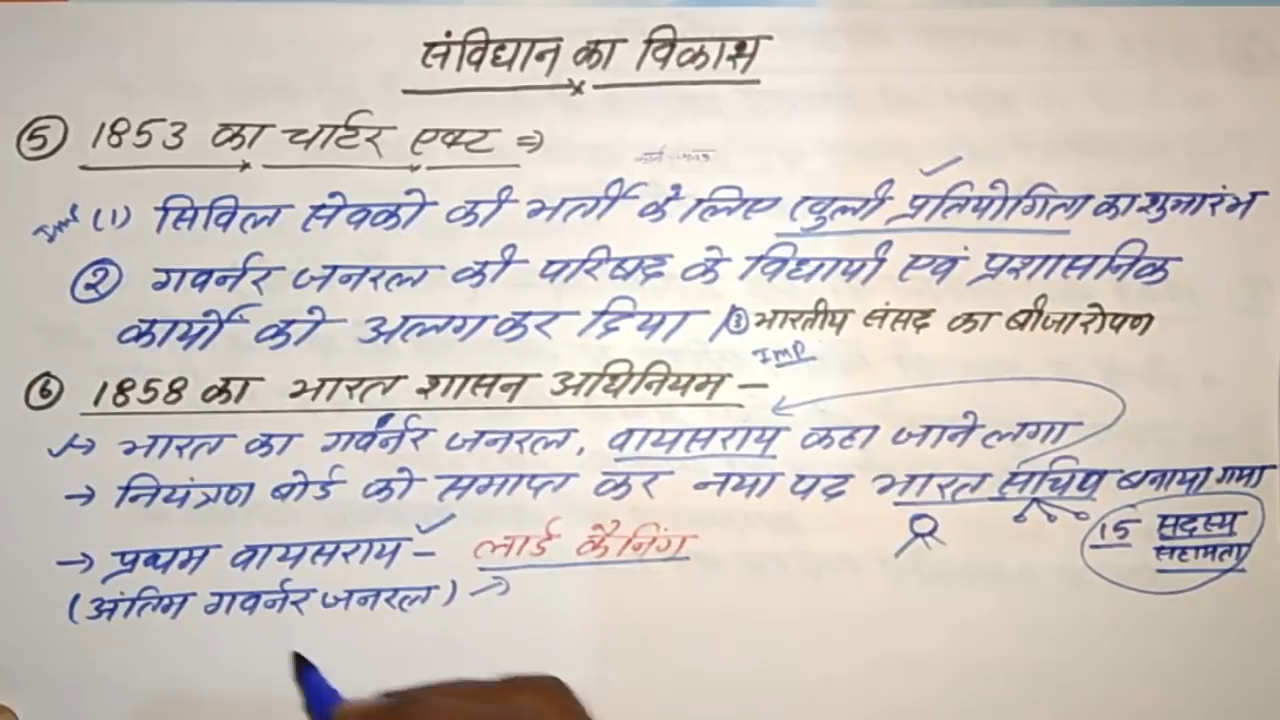 संविधान का विकास
⑤ 1853 का चार्टर एक्ट ⇒
Imp (1) सिविल सेवको की भर्ती के लिए खुली प्रतियोगिता का शुभारंभ
② गवर्नर जनरल की परिषद के विधायी एवं प्रशासनिक
कार्यो को अलग कर दिया | ③ भारतीय संसद का बीजारोपण
IMP
⑥ 1858 का भारत शासन अधिनियम –
→ भारत का गवर्नर जनरल, वायसराय कहा जाने लगा
→ नियंत्रण बोर्ड को समाप्त कर नया पद भारत सचिव बनाया गया
15 सदस्य
सहायता
→ प्रथम वायसराय – लार्ड कैनिंग
(अंतिम गवर्नर जनरल) →